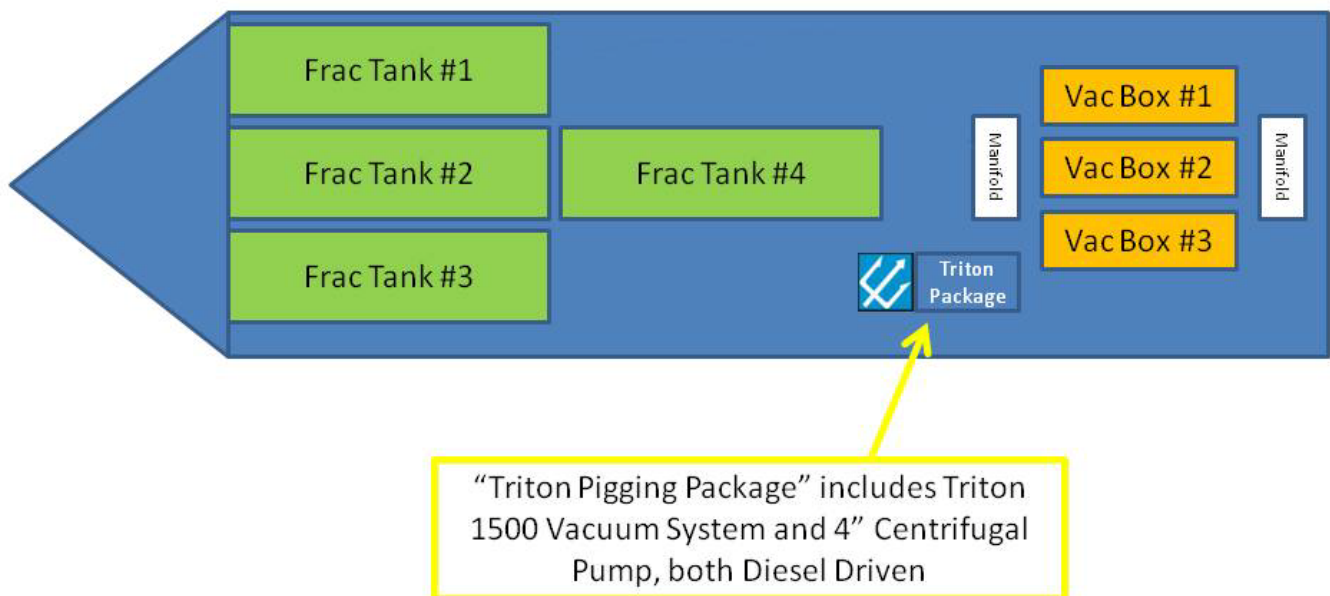 Frac Tank #1
Frac Tank #2
Frac Tank #3
Frac Tank #4
Manifold
Vac Box #1
Vac Box #2
Vac Box #3
Manifold
Triton
Package
“Triton Pigging Package” includes Triton
1500 Vacuum System and 4” Centrifugal
Pump, both Diesel Driven